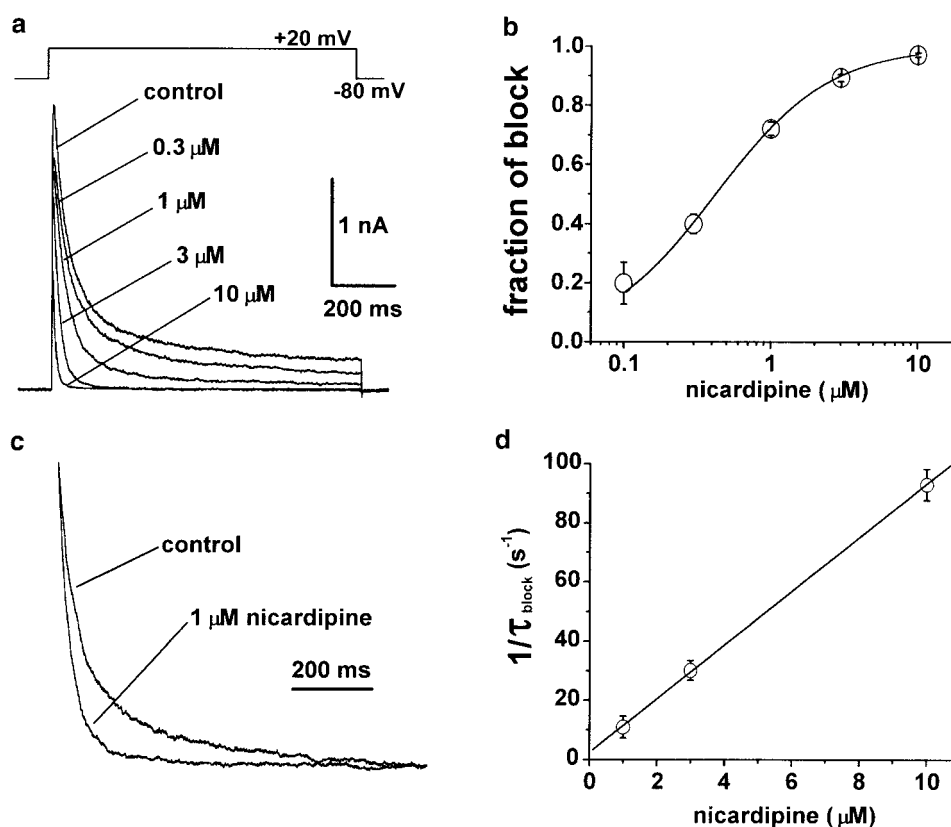 a
+20 mV
-80 mV
control
0.3 μM
1 μM
3 μM
10 μM
1 nA
200 ms
b
fraction of block
1.0
0.8
0.6
0.4
0.2
0.0
0.1
1
10
nicardipine ( μM)
c
control
1 μM nicardipine
200 ms
d
1/τ block (s⁻¹)
100
80
60
40
20
0
0
2
4
6
8
10
nicardipine (μM)